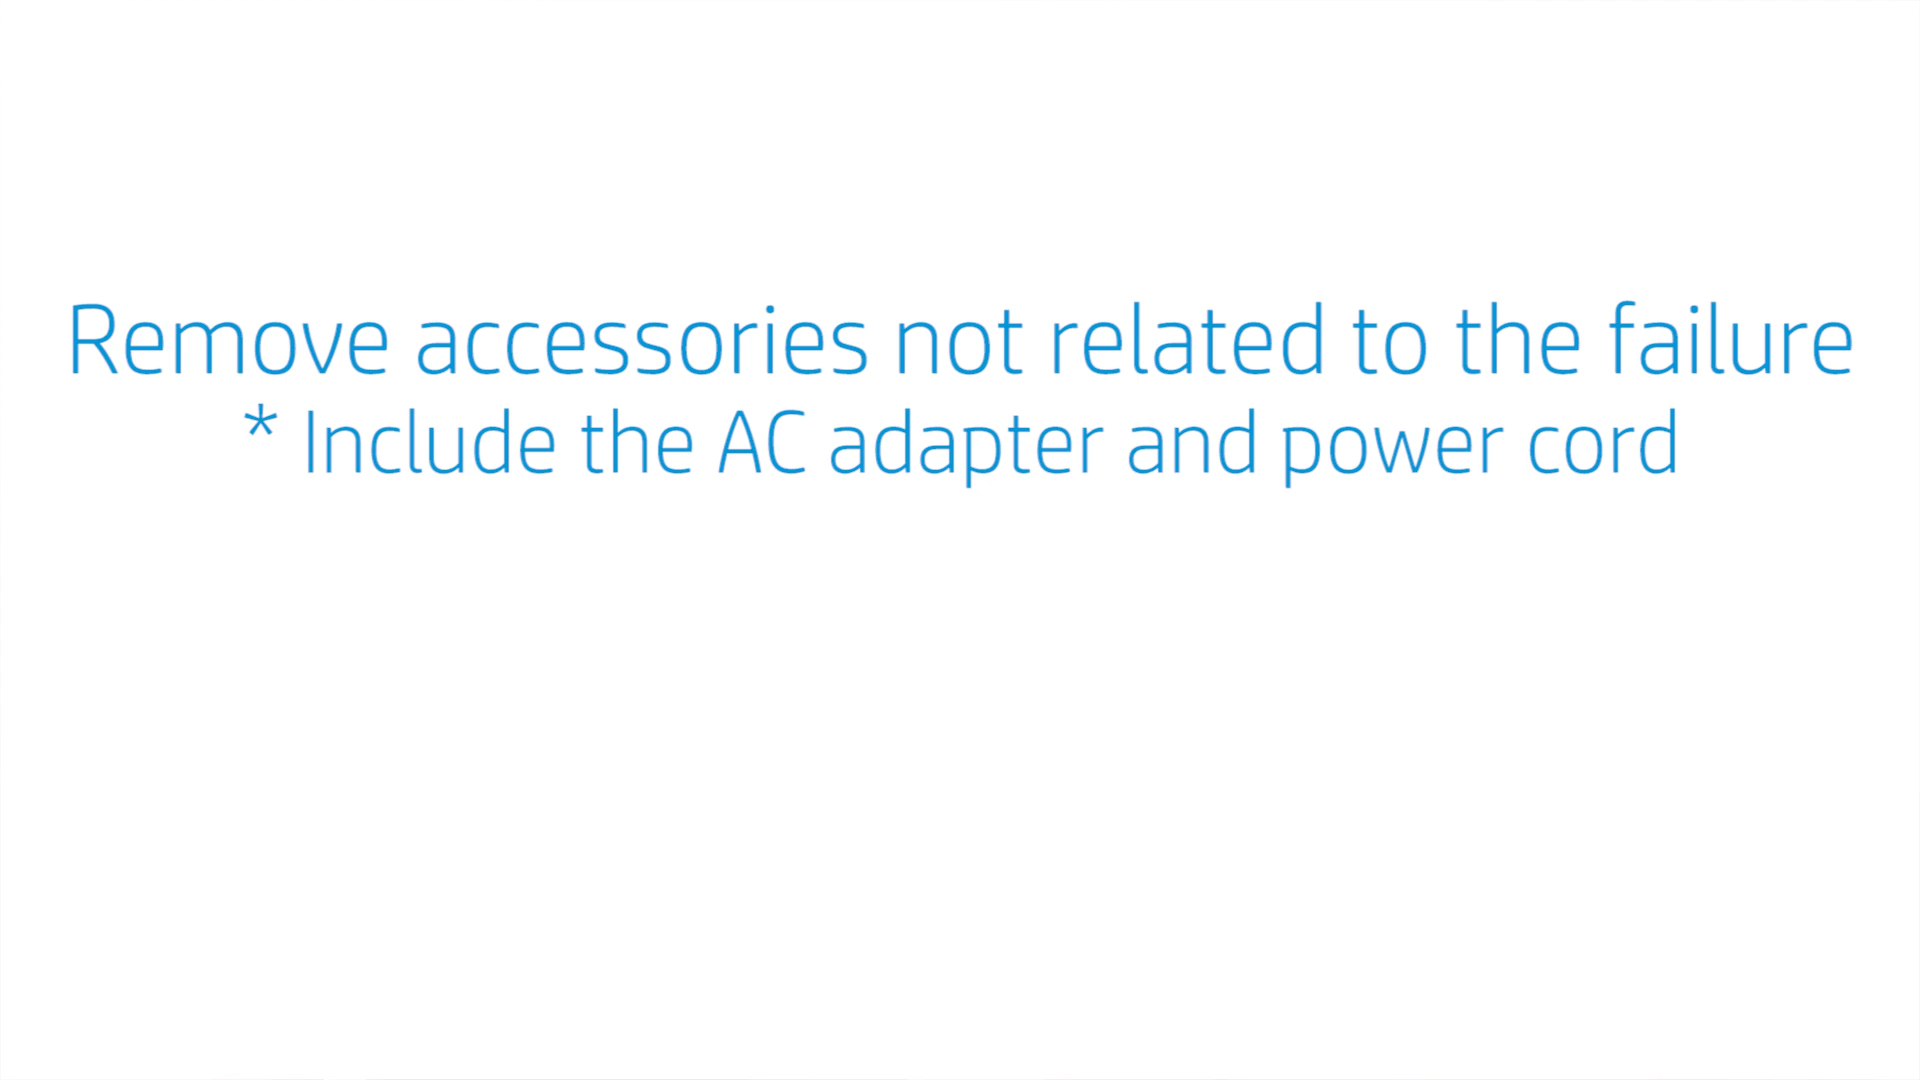 Remove accessories not related to the failure
* Include the AC adapter and power cord